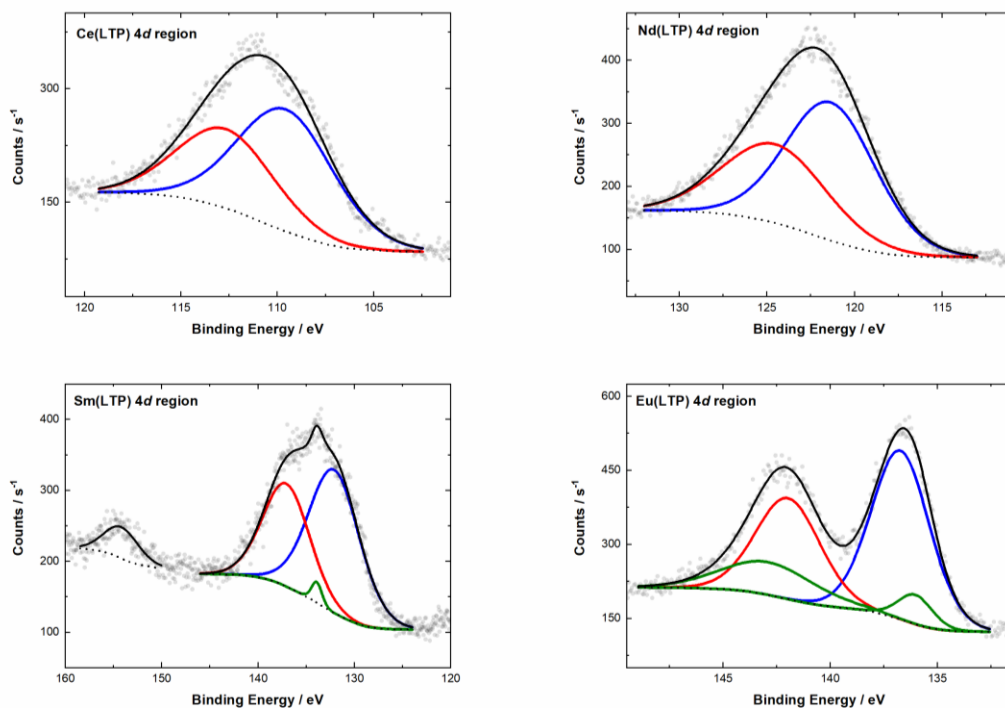 Ce(LTP) 4d region
Counts / s-1
300
150
120
115
110
105
Binding Energy / eV
Nd(LTP) 4d region
Counts / s-1
400
300
200
100
130
125
120
115
Binding Energy / eV
Sm(LTP) 4d region
Counts / s-1
400
300
200
100
160
150
140
130
120
Binding Energy / eV
Eu(LTP) 4d region
Counts / s-1
600
450
300
150
145
140
135
Binding Energy / eV